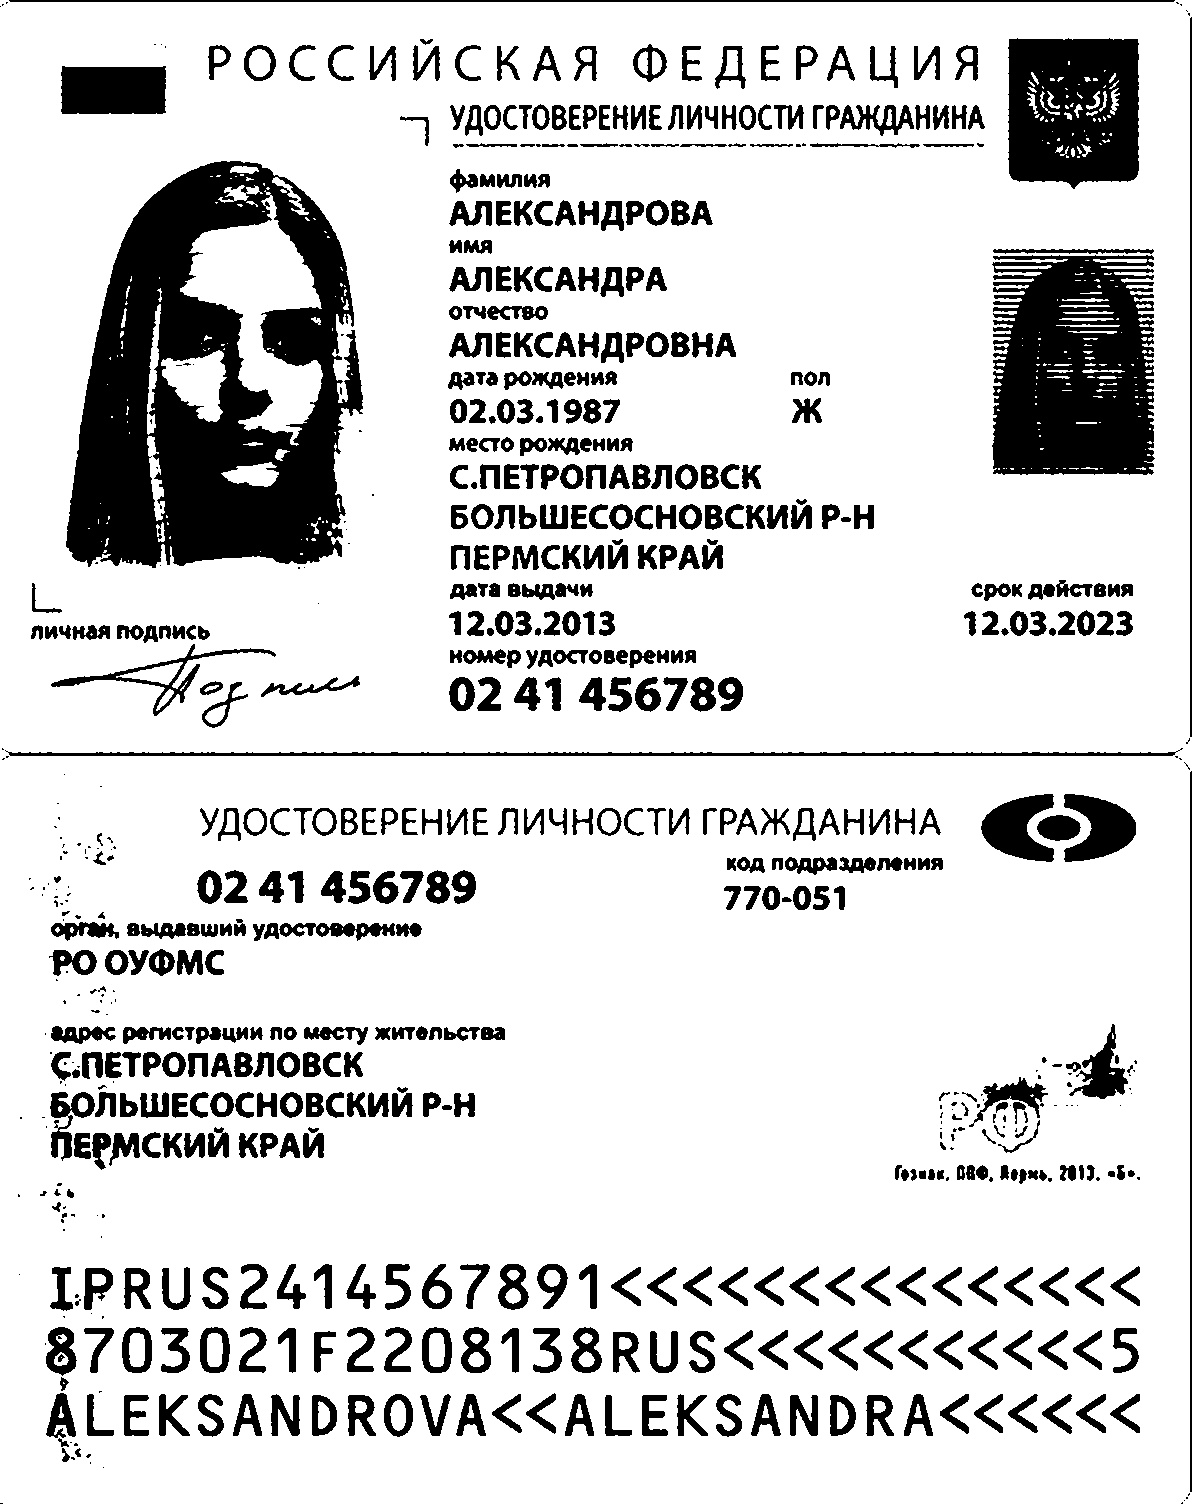 РОССИЙСКАЯ ФЕДЕРАЦИЯ
УДОСТОВЕРЕНИЕ ЛИЧНОСТИ ГРАЖДАНИНА
фамилия
АЛЕКСАНДРОВА
имя
АЛЕКСАНДРА
отчество
АЛЕКСАНДРОВНА
дата рождения пол
02.03.1987 Ж
место рождения
С.ПЕТРОПАВЛОВСК
БОЛЬШЕСОСНОВСКИЙ Р-Н
ПЕРМСКИЙ КРАЙ
дата выдачи срок действия
12.03.2013 12.03.2023
номер удостоверения
02 41 456789
личная подпись
Подпись
УДОСТОВЕРЕНИЕ ЛИЧНОСТИ ГРАЖДАНИНА
код подразделения
02 41 456789 770-051
орган, выдавший удостоверение
РО ОУФМС
адрес регистрации по месту жительства
С.ПЕТРОПАВЛОВСК
БОЛЬШЕСОСНОВСКИЙ Р-Н
ПЕРМСКИЙ КРАЙ
РФ
Гознак, ППФ, Пермь, 2013, «Б».
IPRUS2414567891<<<<<<<<<<<<<<<
8703021F2208138RUS<<<<<<<<<<<5
ALEKSANDROVA<<ALEKSANDRA<<<<<<